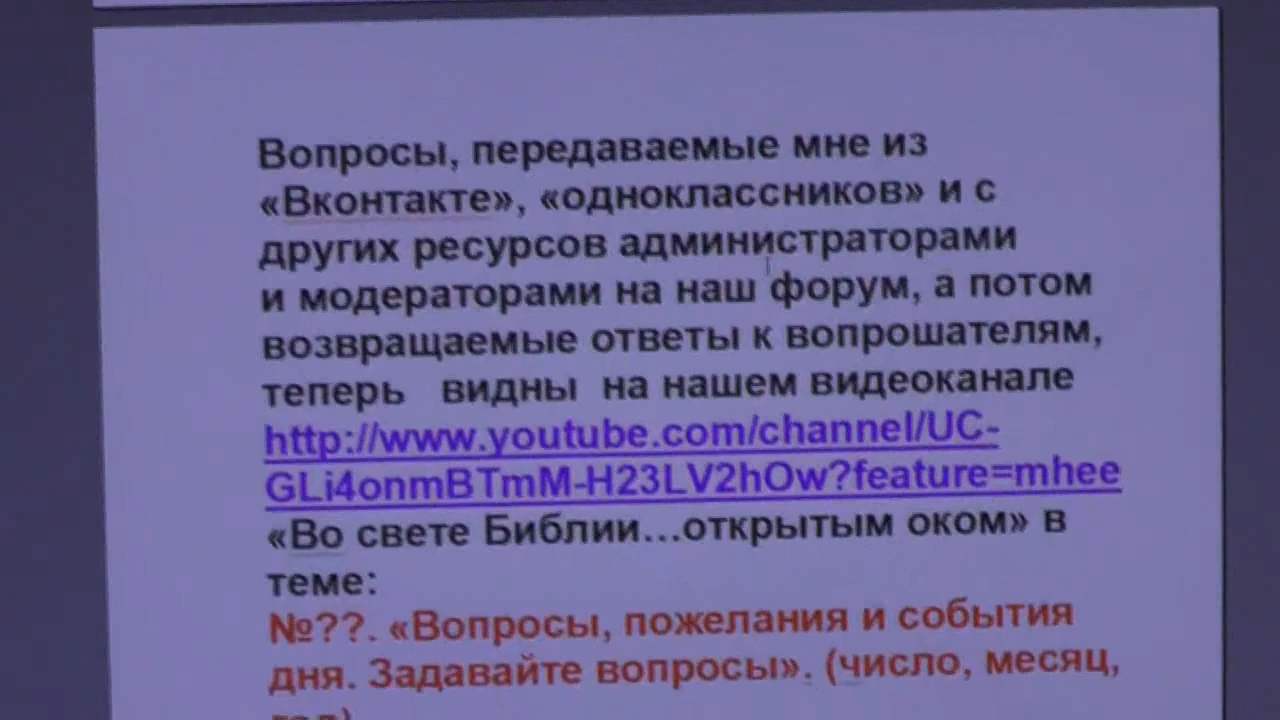 Вопросы, передаваемые мне из
«Вконтакте», «одноклассников» и с
других ресурсов администраторами
и модераторами на наш форум, а потом
возвращаемые ответы к вопрошателям,
теперь видны на нашем видеоканале
http://www.youtube.com/channel/UC-
GLi4onmBTmM-H23LV2hOw?feature=mhee
«Во свете Библии...открытым оком» в
теме:
№??. «Вопросы, пожелания и события
дня. Задавайте вопросы». (число, месяц,